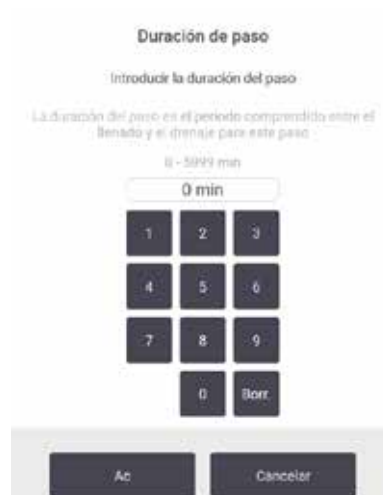 Duración de paso
Introducir la duración del paso
La duración del paso es el periodo comprendido entre el
llenado y el drenaje para este paso
0 - 5999 min
0 min
1 2 3
4 5 6
7 8 9
0 Borr.
Ac Cancelar